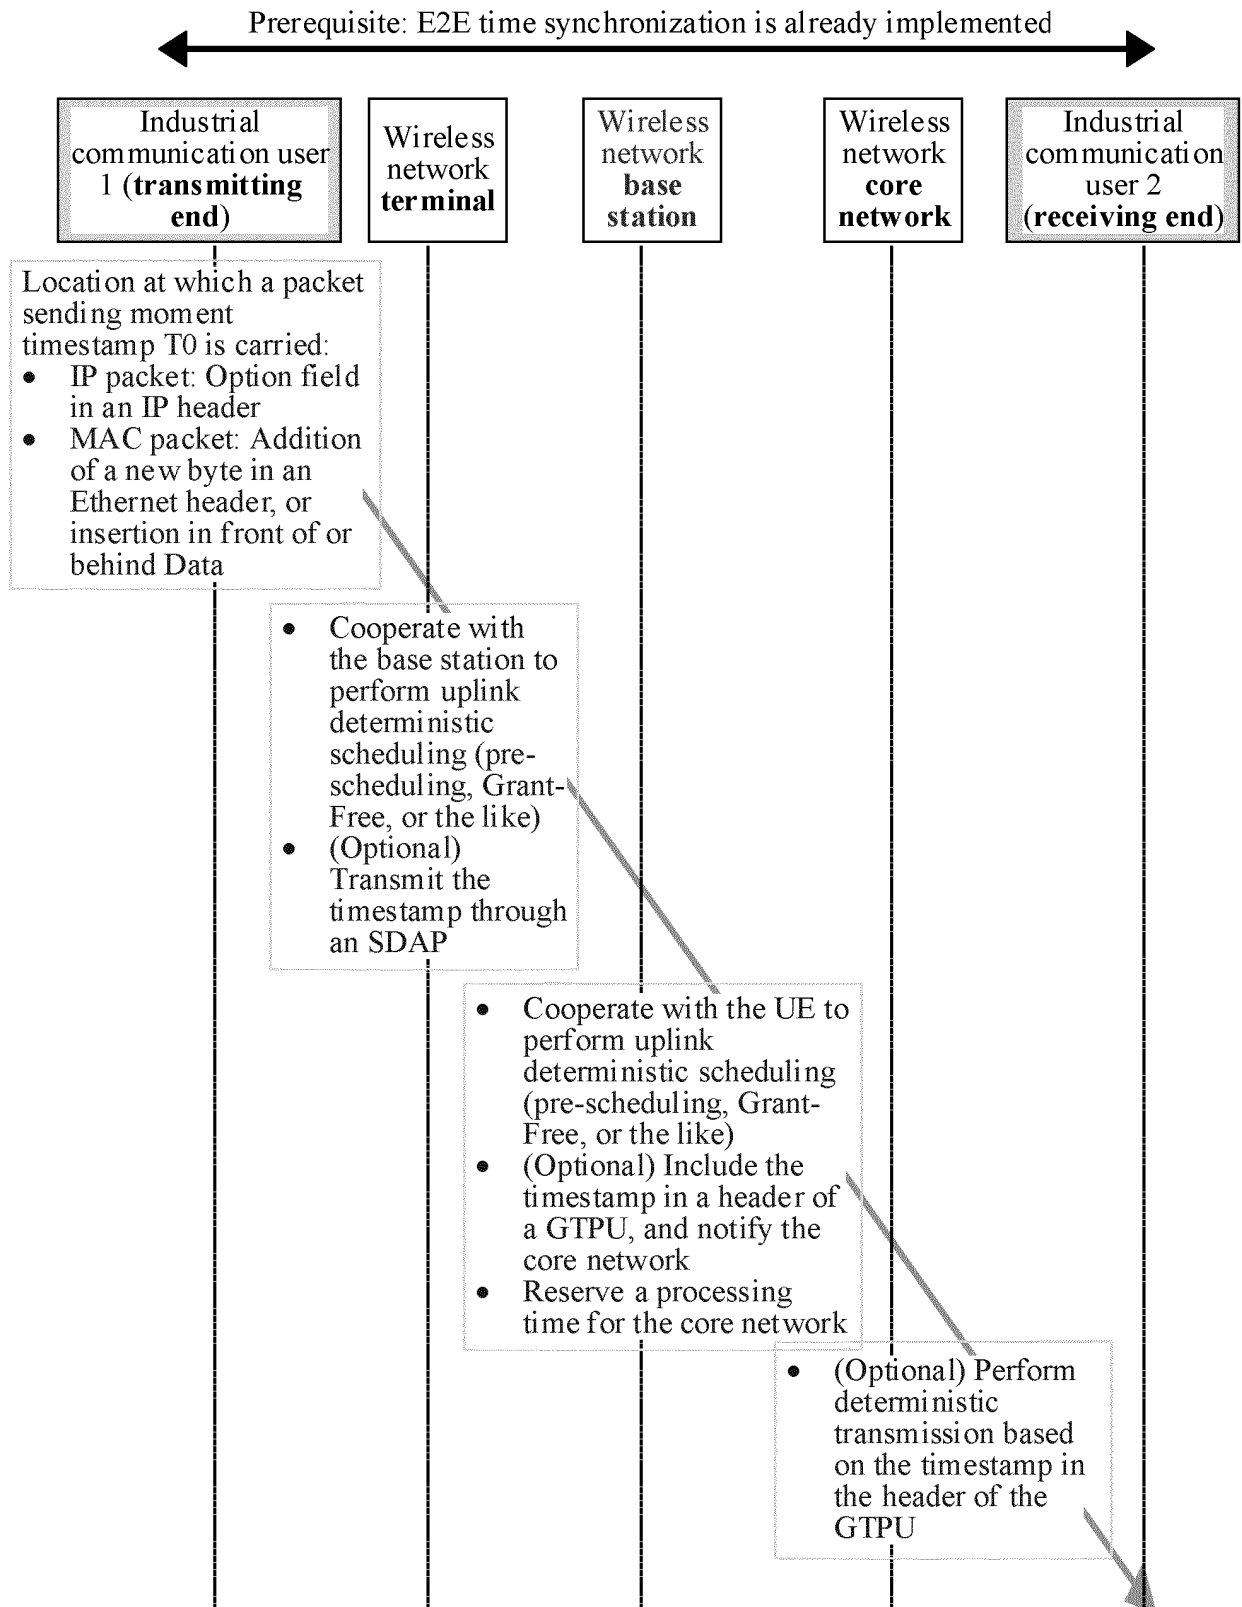 Prerequisite: E2E time synchronization is already implemented
Industrial
communication user
1 (transmitting
end)
Wireless
network
terminal
Wireless
network
base
station
Wireless
network
core
network
Industrial
communication
user 2
(receiving end)
Location at which a packet
sending moment
timestamp T0 is carried:
• IP packet: Option field
in an IP header
• MAC packet: Addition
of a new byte in an
Ethernet header, or
insertion in front of or
behind Data
• Cooperate with
the base station to
perform uplink
deterministic
scheduling (pre-
scheduling, Grant-
Free, or the like)
• (Optional)
Transmit the
timestamp through
an SDAP
• Cooperate with the UE to
perform uplink
deterministic scheduling
(pre-scheduling, Grant-
Free, or the like)
• (Optional) Include the
timestamp in a header of
a GTPU, and notify the
core network
• Reserve a processing
time for the core network
• (Optional) Perform
deterministic
transmission based
on the timestamp in
the header of the
GTPU